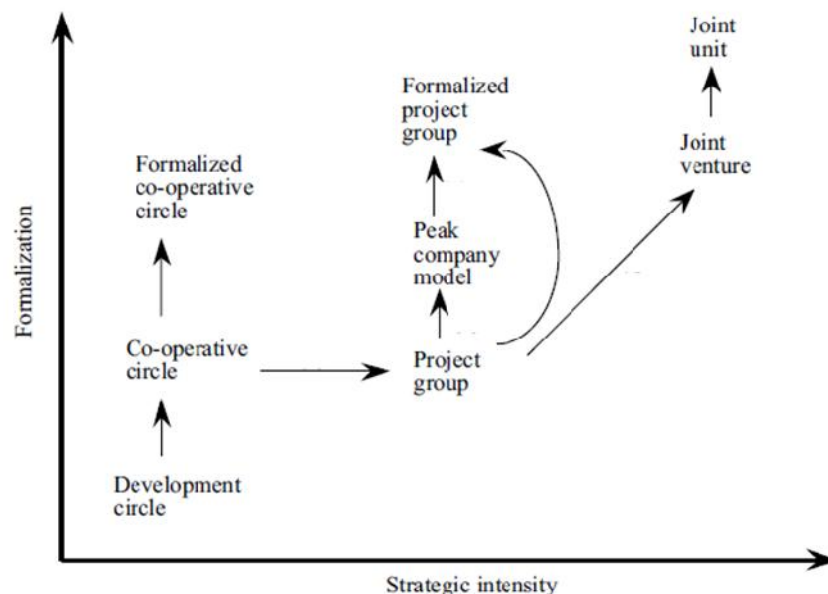 Joint
unit
Formalized
project
group
Joint
venture
Formalized
co-operative
circle
Peak
company
model
Formalization
Co-operative
circle
Project
group
Development
circle
Strategic intensity